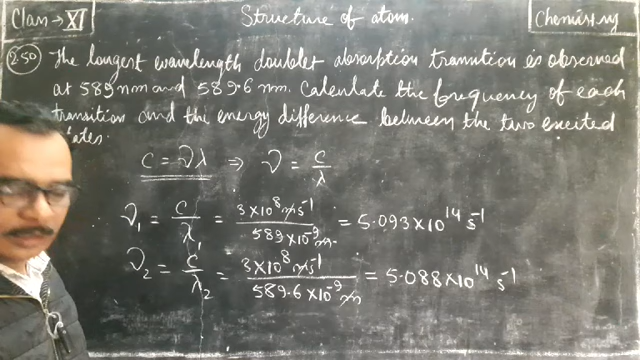 Class → XI
Structure of atom.
Chemistry
2.50 The longest wavelength doublet absorption transition is observed
at 589 nm and 589.6 nm. Calculate the frequency of each
transition and the energy difference between the two excited
states.
c = νλ ⇒ ν = c/λ
ν₁ = c/λ₁ = 3×10⁸ ms⁻¹/589×10⁻⁹ m = 5.093×10¹⁴ s⁻¹
ν₂ = c/λ₂ = 3×10⁸ ms⁻¹/589.6×10⁻⁹ m = 5.088×10¹⁴ s⁻¹